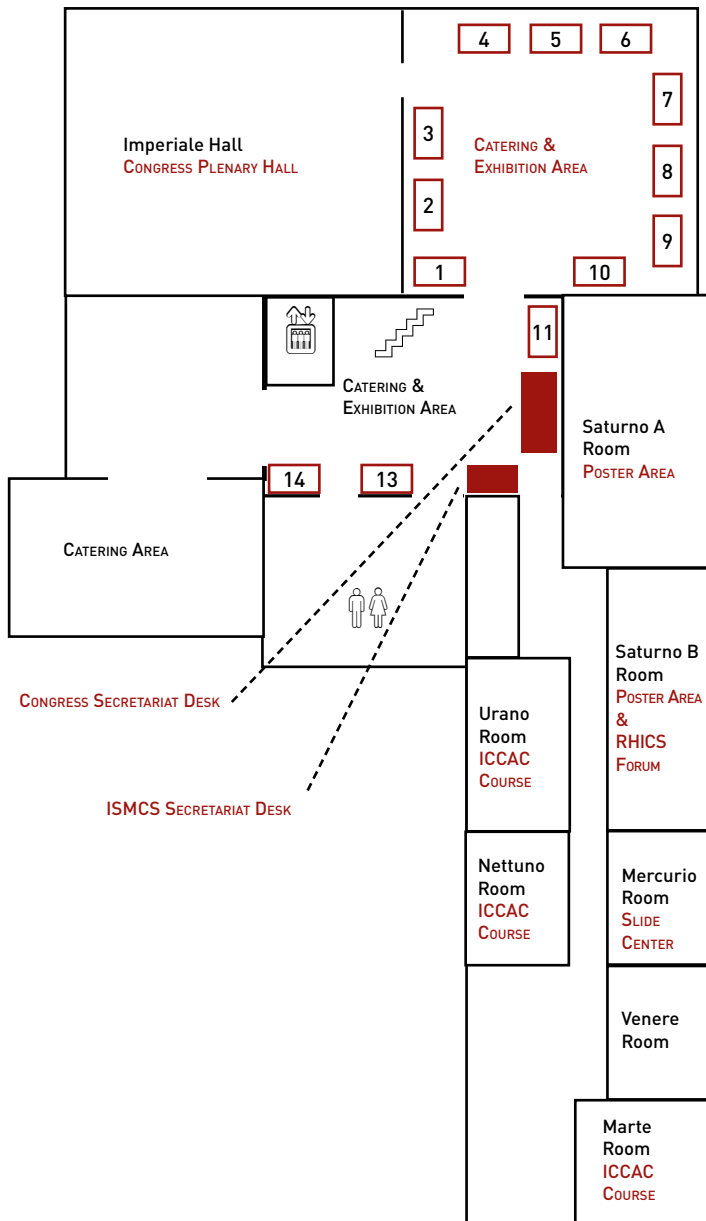 4
5
6
7
3
Imperiale Hall
Congress Plenary Hall
Catering &
Exhibition Area
8
2
9
1
10
11
Catering &
Exhibition Area
Saturno A
Room
Poster Area
14
13
Catering Area
Saturno B
Room
Poster Area
&
RHICS
Forum
Congress Secretariat Desk
Urano
Room
ICCAC
Course
ISMCS Secretariat Desk
Nettuno
Room
ICCAC
Course
Mercurio
Room
Slide
Center
Venere
Room
Marte
Room
ICCAC
Course